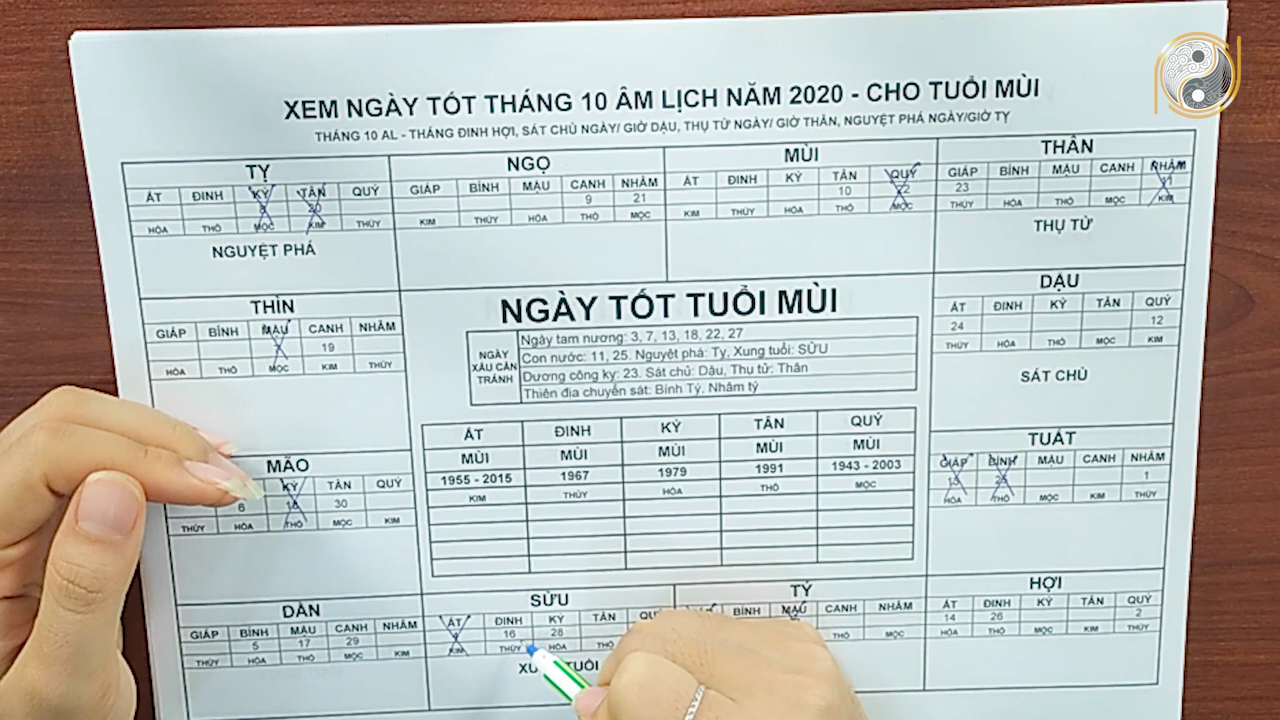 XEM NGÀY TỐT THÁNG 10 ÂM LỊCH NĂM 2020 - CHO TUỔI MÙI
THÁNG 10 AL - THÁNG ĐINH HỢI, SÁT CHỦ NGÀY/ GIỜ DẬU, THỤ TỬ NGÀY/ GIỜ THÂN, NGUYỆT PHÁ NGÀY/GIỜ TỴ
TỴ
ẤT ĐINH KỶ TÂN QUÝ
HỎA THỔ MỘC KIM THỦY
NGUYỆT PHÁ
NGỌ
GIÁP BÍNH MẬU CANH NHÂM
9 21
KIM THỦY HỎA THỔ MỘC
MÙI
ẤT ĐINH KỶ TÂN QUÝ
10
KIM THỦY HỎA THỔ MỘC
THÂN
GIÁP BÍNH MẬU CANH NHÂM
23
THỦY HỎA THỔ MỘC KIM
THỤ TỬ
THÌN
GIÁP BÍNH MẬU CANH NHÂM
19
HỎA THỔ MỘC KIM THỦY
NGÀY TỐT TUỔI MÙI
NGÀY XẤU CẦN TRÁNH
Ngày tam nương: 3, 7, 13, 18, 22, 27
Con nước: 11, 25. Nguyệt phá: Tỵ, Xung tuổi: SỬU
Dương công kỵ: 23. Sát chủ: Dậu, Thụ tử: Thân
Thiên địa chuyển sát: Bính Tý, Nhâm tý
DẬU
ẤT ĐINH KỶ TÂN QUÝ
24 12
THỦY HỎA THỔ MỘC KIM
SÁT CHỦ
MÃO
KỶ TÂN QUÝ
6 30
THỦY HỎA THỔ MỘC KIM
ẤT ĐINH KỶ TÂN QUÝ
MÙI MÙI MÙI MÙI MÙI
1955 - 2015 1967 1979 1991 1943 - 2003
KIM THỦY HỎA THỔ MỘC
TUẤT
GIÁP BÍNH MẬU CANH NHÂM
1
HỎA THỔ MỘC KIM THỦY
DẦN
GIÁP BÍNH MẬU CANH NHÂM
5 17 29
THỦY HỎA THỔ MỘC KIM
SỬU
ẤT ĐINH KỶ TÂN
16 28
KIM THỦY HỎA THỔ
TUỔI
TÝ
BÍNH MẬU CANH NHÂM
THỔ MỘC
HỢI
ẤT ĐINH KỶ TÂN QUÝ
14 26 2
HỎA THỔ MỘC KIM THỦY